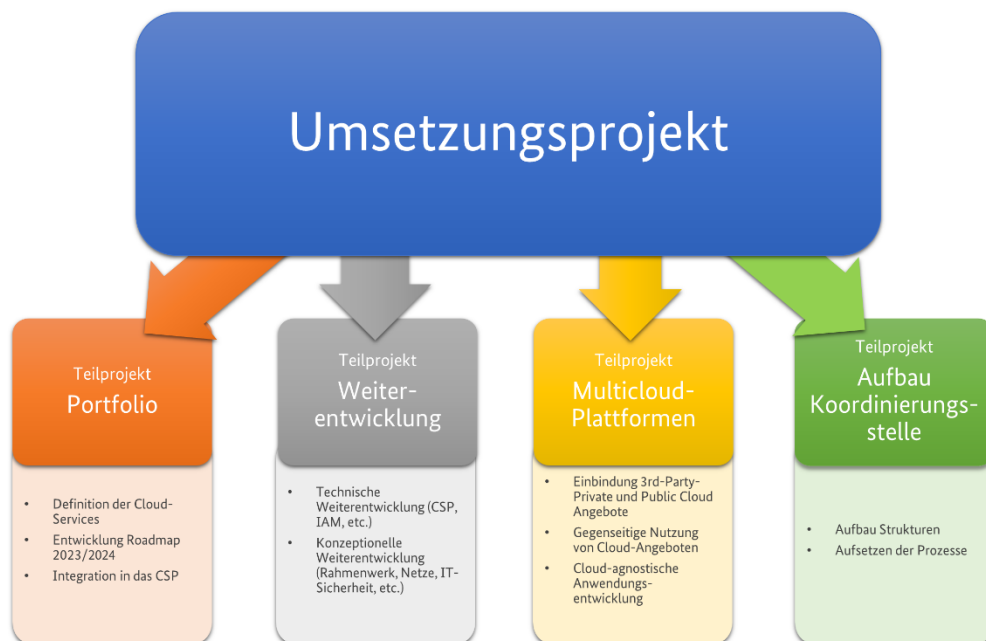 Umsetzungsprojekt
Teilprojekt
Portfolio
• Definition der Cloud-
Services
• Entwicklung Roadmap
2023/2024
• Integration in das CSP
Teilprojekt
Weiter-
entwicklung
• Technische
Weiterentwicklung (CSP,
IAM, etc.)
• Konzeptionelle
Weiterentwicklung
(Rahmenwerk, Netze, IT-
Sicherheit, etc.)
Teilprojekt
Multicloud-
Plattformen
• Einbindung 3rd-Party-
Private und Public Cloud
Angebote
• Gegenseitige Nutzung
von Cloud-Angeboten
• Cloud-agnostische
Anwendungs-
entwicklung
Teilprojekt
Aufbau
Koordinierungs-
stelle
• Aufbau Strukturen
• Aufsetzen der Prozesse